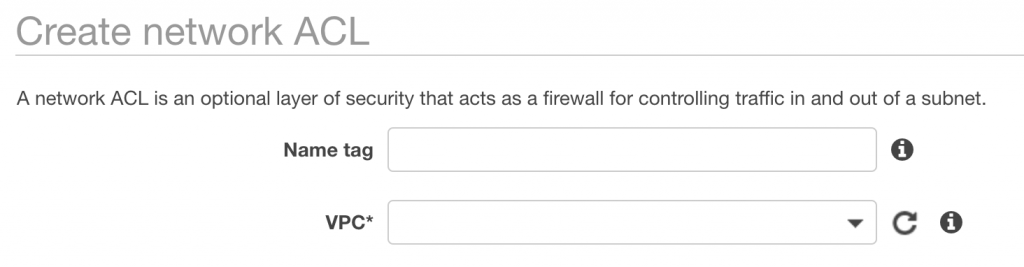 Create network ACL
A network ACL is an optional layer of security that acts as a firewall for controlling traffic in and out of a subnet.
Name tag
VPC*